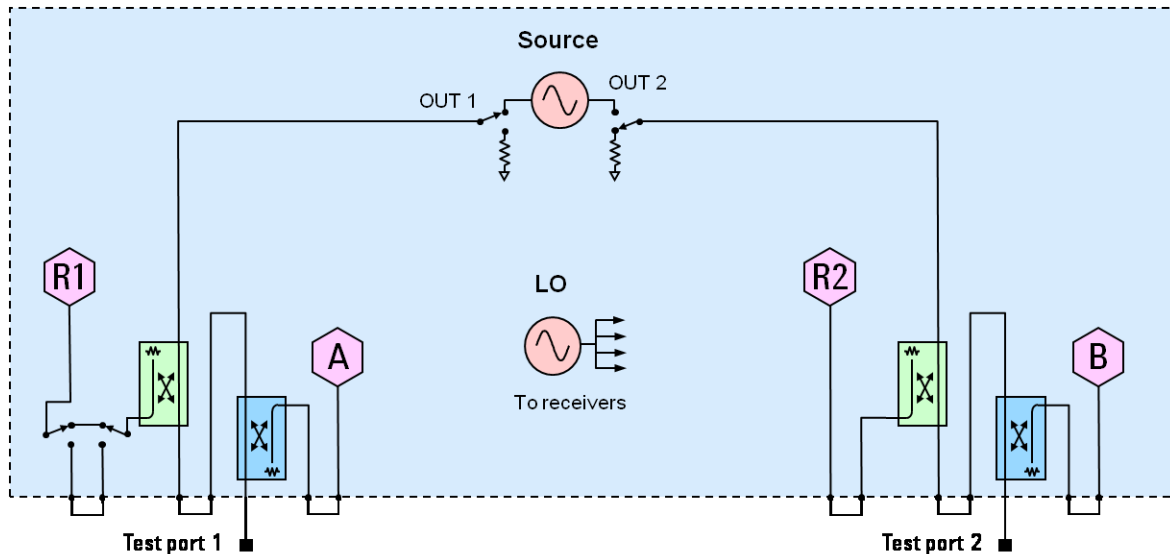 Source
OUT 1
OUT 2
R1
R2
LO
A
B
To receivers
Test port 1
Test port 2